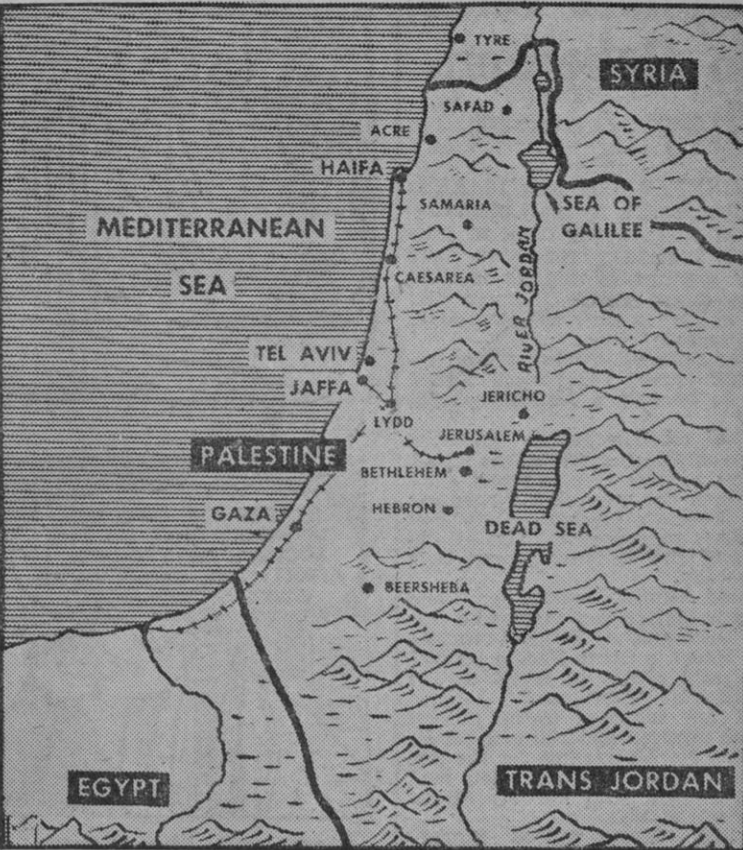 TYRE
SYRIA
SAFAD
ACRE
HAIFA
SAMARIA
SEA OF
GALILEE
MEDITERRANEAN
SEA
RIVER JORDAN
CAESAREA
TEL AVIV
JAFFA
JERICHO
LYDD
JERUSALEM
PALESTINE
BETHLEHEM
GAZA
HEBRON
DEAD SEA
BEERSHEBA
EGYPT
TRANS JORDAN